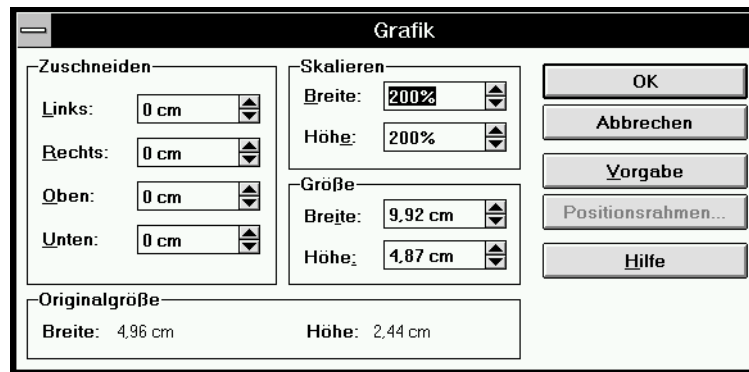 Grafik
Zuschneiden
Links: 0 cm
Rechts: 0 cm
Oben: 0 cm
Unten: 0 cm
Skalieren
Breite: 200%
Höhe: 200%
Größe
Breite: 9,92 cm
Höhe: 4,87 cm
Originalgröße
Breite: 4,96 cm Höhe: 2,44 cm
OK
Abbrechen
Vorgabe
Positionsrahmen...
Hilfe